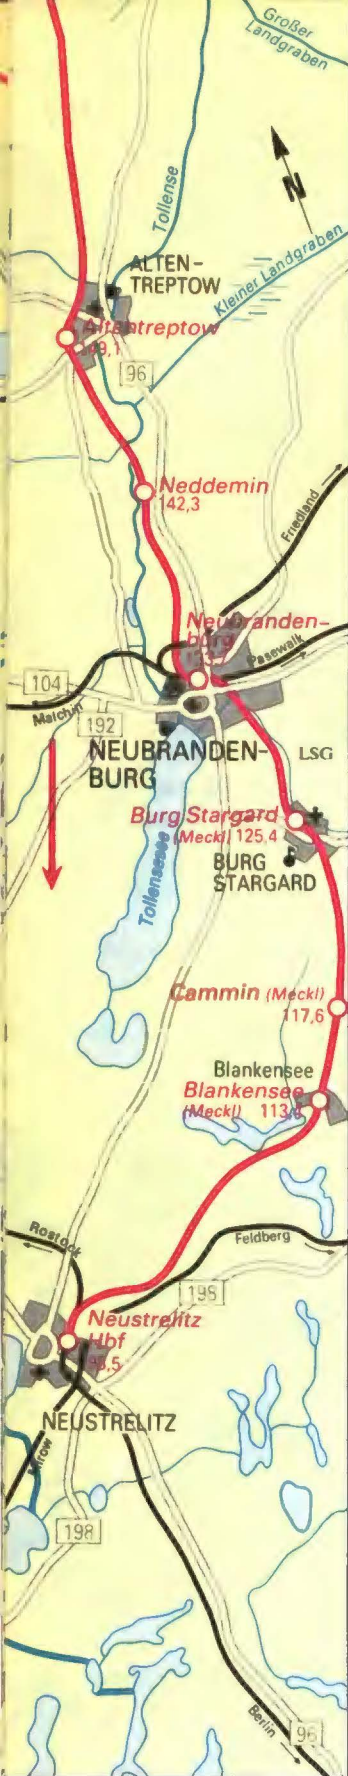 Großer
Landgraben
N
Tollense
ALTEN-
TREPTOW
Kleiner Landgraben
Altentreptow
96
Neddemin
142,3
Friedland
Neubranden-
burg
Pasewalk
104
Malchin
192
NEUBRANDEN-
BURG
LSG
Burg Stargard
(Meckl) 125,4
BURG
STARGARD
Tollensesee
Cammin (Meckl)
117,6
Blankensee
Blankensee
(Meckl)
Rostock
Feldberg
198
Neustrelitz
Hbf
NEUSTRELITZ
Mirow
198
Berlin
96